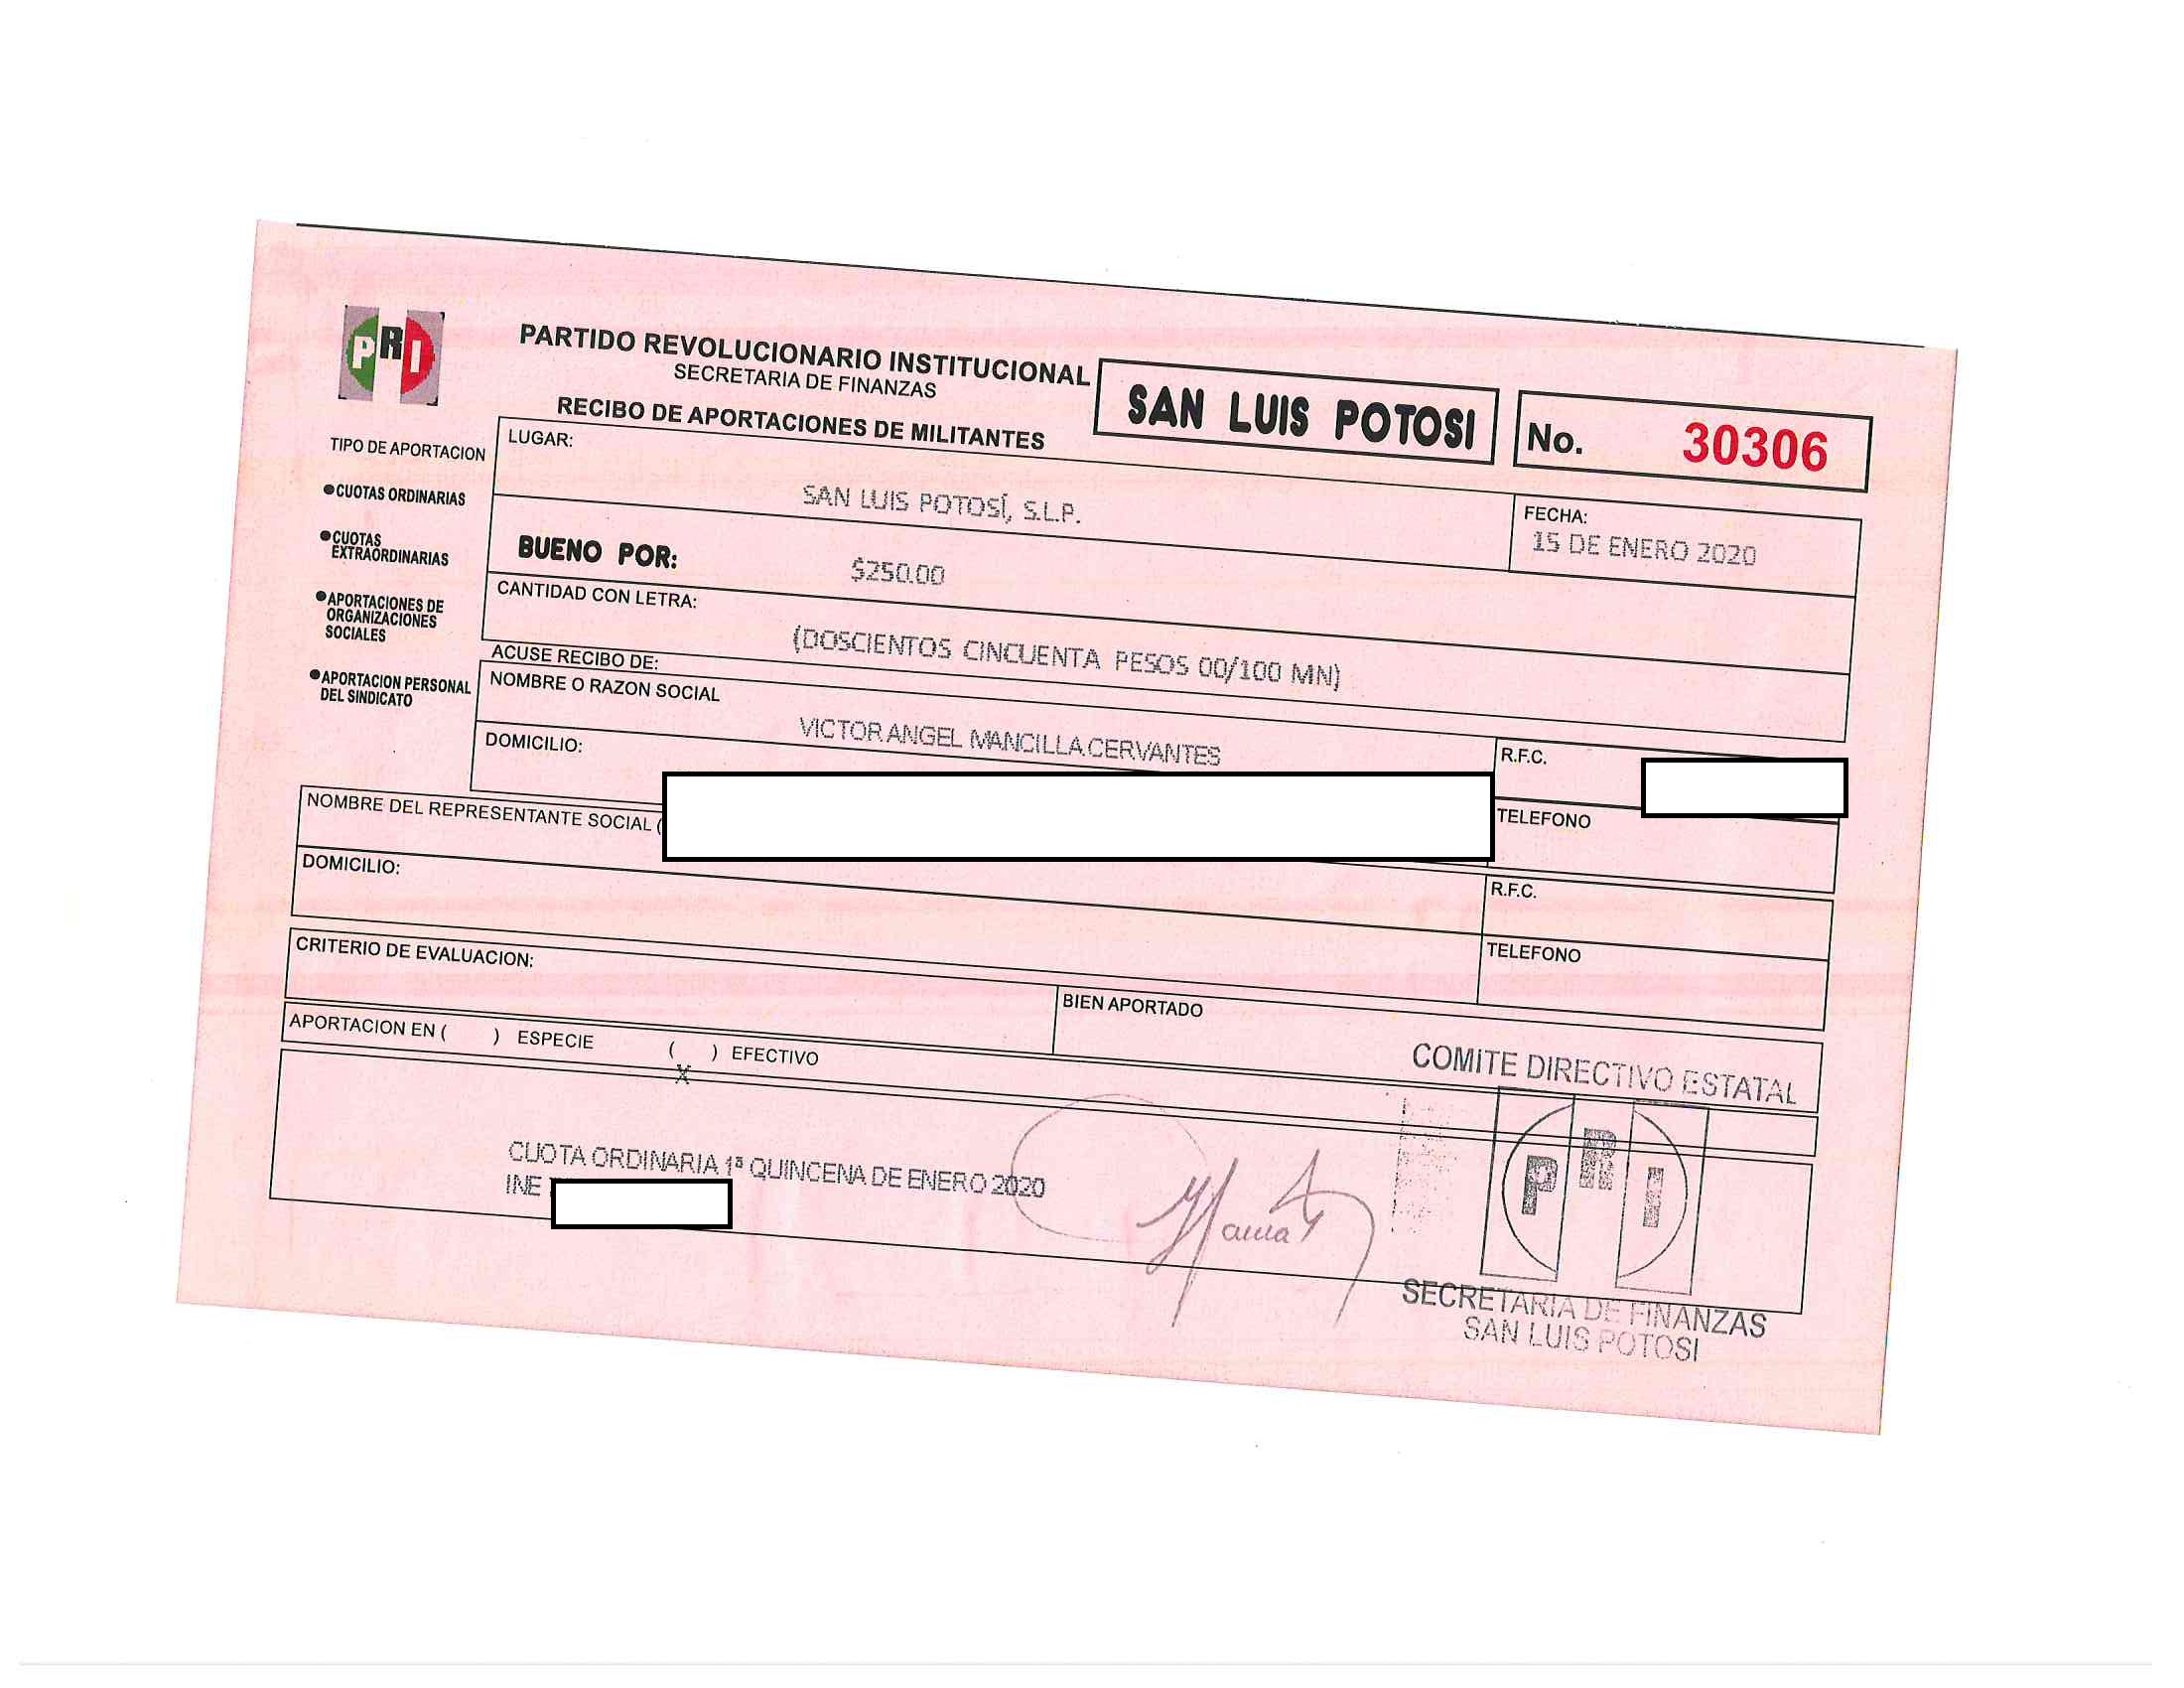 PRI
PARTIDO REVOLUCIONARIO INSTITUCIONAL
SECRETARIA DE FINANZAS
RECIBO DE APORTACIONES DE MILITANTES
SAN LUIS POTOSI
No. 30306
TIPO DE APORTACION
●CUOTAS ORDINARIAS
●CUOTAS
EXTRAORDINARIAS
●APORTACIONES DE
ORGANIZACIONES
SOCIALES
●APORTACION PERSONAL
DEL SINDICATO
LUGAR:
SAN LUIS POTOSÍ, S.L.P.
FECHA:
15 DE ENERO 2020
BUENO POR: $250.00
CANTIDAD CON LETRA:
(DOSCIENTOS CINCUENTA PESOS 00/100 MN)
ACUSE RECIBO DE:
NOMBRE O RAZON SOCIAL
VICTOR ANGEL MANCILLA CERVANTES
R.F.C.
DOMICILIO:
TELEFONO
NOMBRE DEL REPRESENTANTE SOCIAL (
R.F.C.
DOMICILIO:
TELEFONO
CRITERIO DE EVALUACION:
BIEN APORTADO
APORTACION EN ( ) ESPECIE ( ) EFECTIVO
X
COMITE DIRECTIVO ESTATAL
PRI
CUOTA ORDINARIA 1ª QUINCENA DE ENERO 2020
INE
SECRETARIA DE FINANZAS
SAN LUIS POTOSI